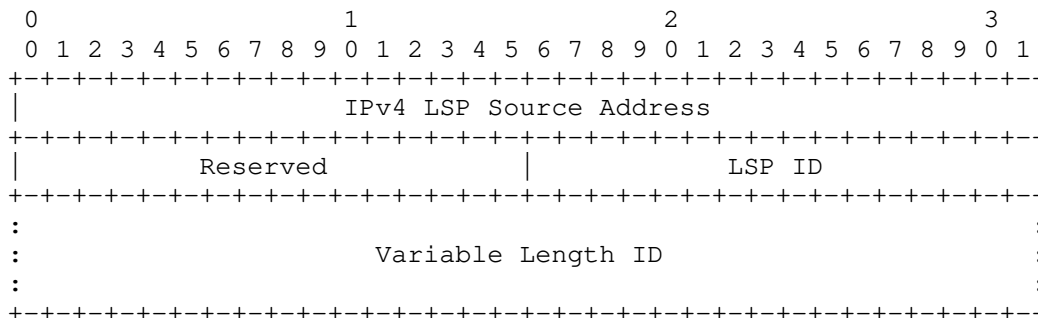 0                   1                   2                   3
 0 1 2 3 4 5 6 7 8 9 0 1 2 3 4 5 6 7 8 9 0 1 2 3 4 5 6 7 8 9 0 1
+-+-+-+-+-+-+-+-+-+-+-+-+-+-+-+-+-+-+-+-+-+-+-+-+-+-+-+-+-+-+-+--
|                    IPv4 LSP Source Address
+-+-+-+-+-+-+-+-+-+-+-+-+-+-+-+-+-+-+-+-+-+-+-+-+-+-+-+-+-+-+-+--
|           Reserved            |            LSP ID
+-+-+-+-+-+-+-+-+-+-+-+-+-+-+-+-+-+-+-+-+-+-+-+-+-+-+-+-+-+-+-+--
:                                                               :
:                      Variable Length ID                       :
:                                                               :
+-+-+-+-+-+-+-+-+-+-+-+-+-+-+-+-+-+-+-+-+-+-+-+-+-+-+-+-+-+-+-+--